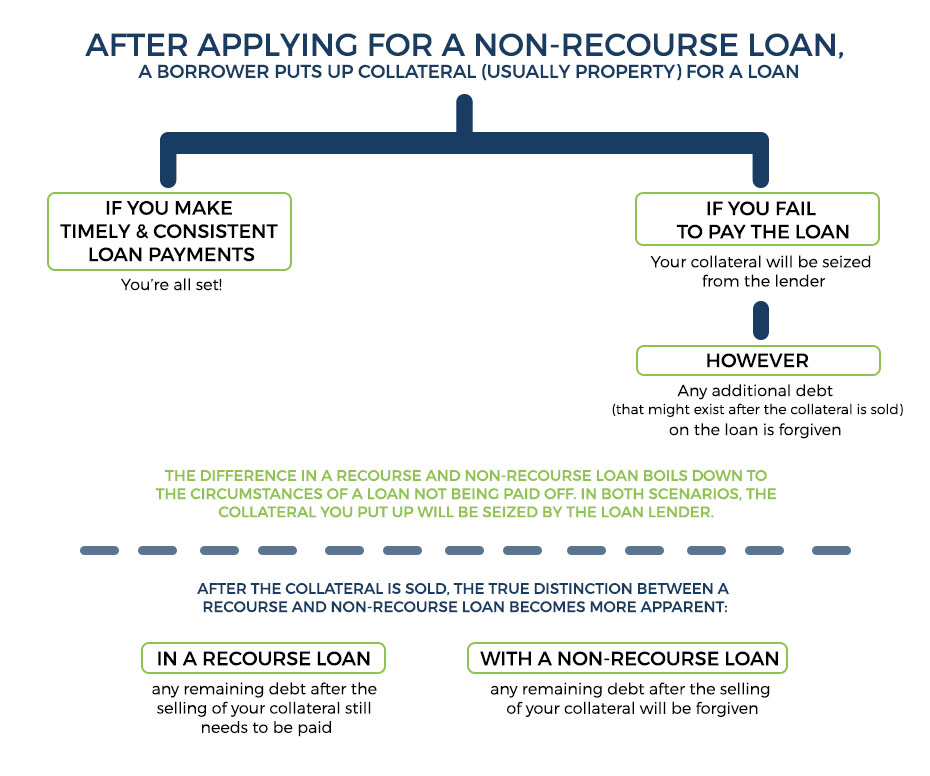 AFTER APPLYING FOR A NON-RECOURSE LOAN,
A BORROWER PUTS UP COLLATERAL (USUALLY PROPERTY) FOR A LOAN
IF YOU MAKE
TIMELY & CONSISTENT
LOAN PAYMENTS
You're all set!
IF YOU FAIL
TO PAY THE LOAN
Your collateral will be seized
from the lender
HOWEVER
Any additional debt
(that might exist after the collateral is sold)
on the loan is forgiven
THE DIFFERENCE IN A RECOURSE AND NON-RECOURSE LOAN BOILS DOWN TO
THE CIRCUMSTANCES OF A LOAN NOT BEING PAID OFF. IN BOTH SCENARIOS, THE
COLLATERAL YOU PUT UP WILL BE SEIZED BY THE LOAN LENDER.
AFTER THE COLLATERAL IS SOLD, THE TRUE DISTINCTION BETWEEN A
RECOURSE AND NON-RECOURSE LOAN BECOMES MORE APPARENT:
IN A RECOURSE LOAN
any remaining debt after the
selling of your collateral still
needs to be paid
WITH A NON-RECOURSE LOAN
any remaining debt after the selling
of your collateral will be forgiven